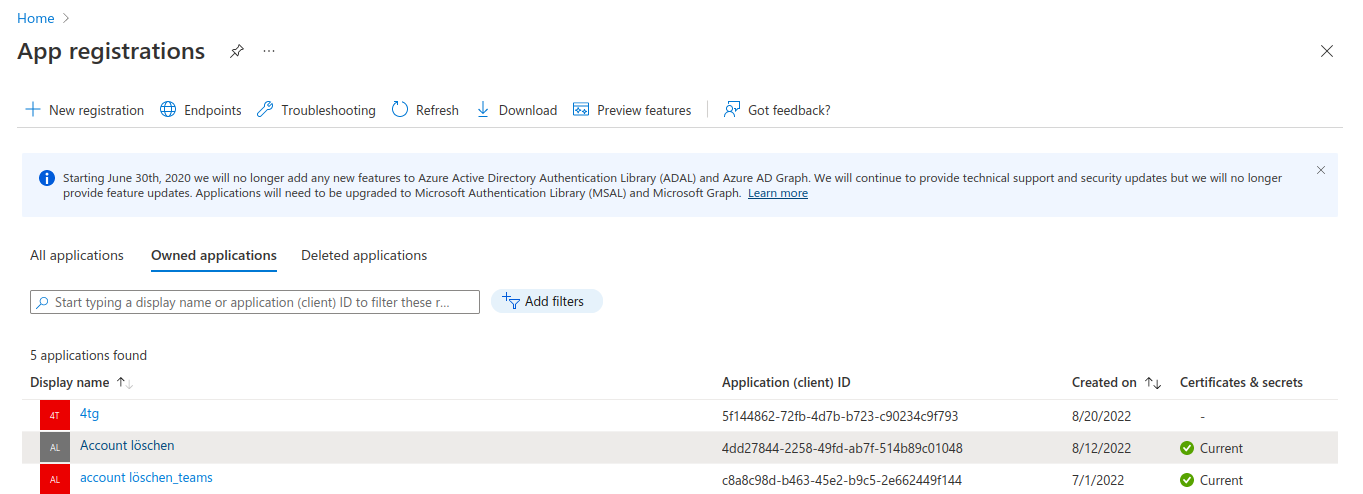 Home
App registrations
New registration Endpoints Troubleshooting Refresh Download Preview features Got feedback?
Starting June 30th, 2020 we will no longer add any new features to Azure Active Directory Authentication Library (ADAL) and Azure AD Graph. We will continue to provide technical support and security updates but we will no longer
provide feature updates. Applications will need to be upgraded to Microsoft Authentication Library (MSAL) and Microsoft Graph. Learn more
All applications Owned applications Deleted applications
Start typing a display name or application (client) ID to filter these r... Add filters
5 applications found
Display name Application (client) ID Created on Certificates & secrets
4T 4tg 5f144862-72fb-4d7b-b723-c90234c9f793 8/20/2022 -
AL Account löschen 4dd27844-2258-49fd-ab7f-514b89c01048 8/12/2022 Current
AL account löschen_teams c8a8c98d-b463-45e2-b9c5-2e662449f144 7/1/2022 Current